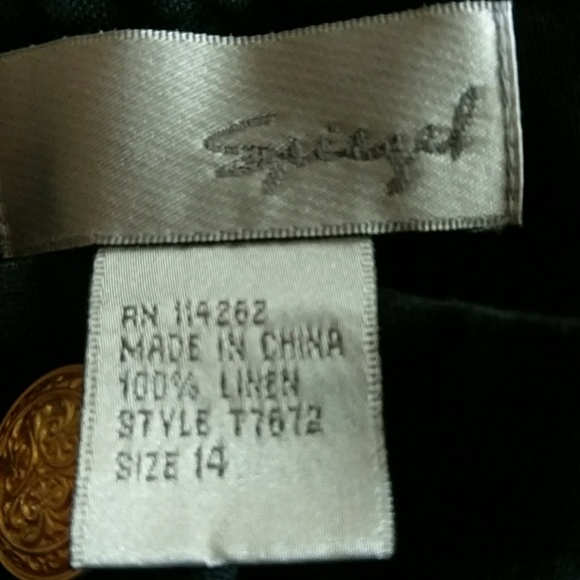 Spiegel
RN 114262
MADE IN CHINA
100% LINEN
STYLE T7672
SIZE 14